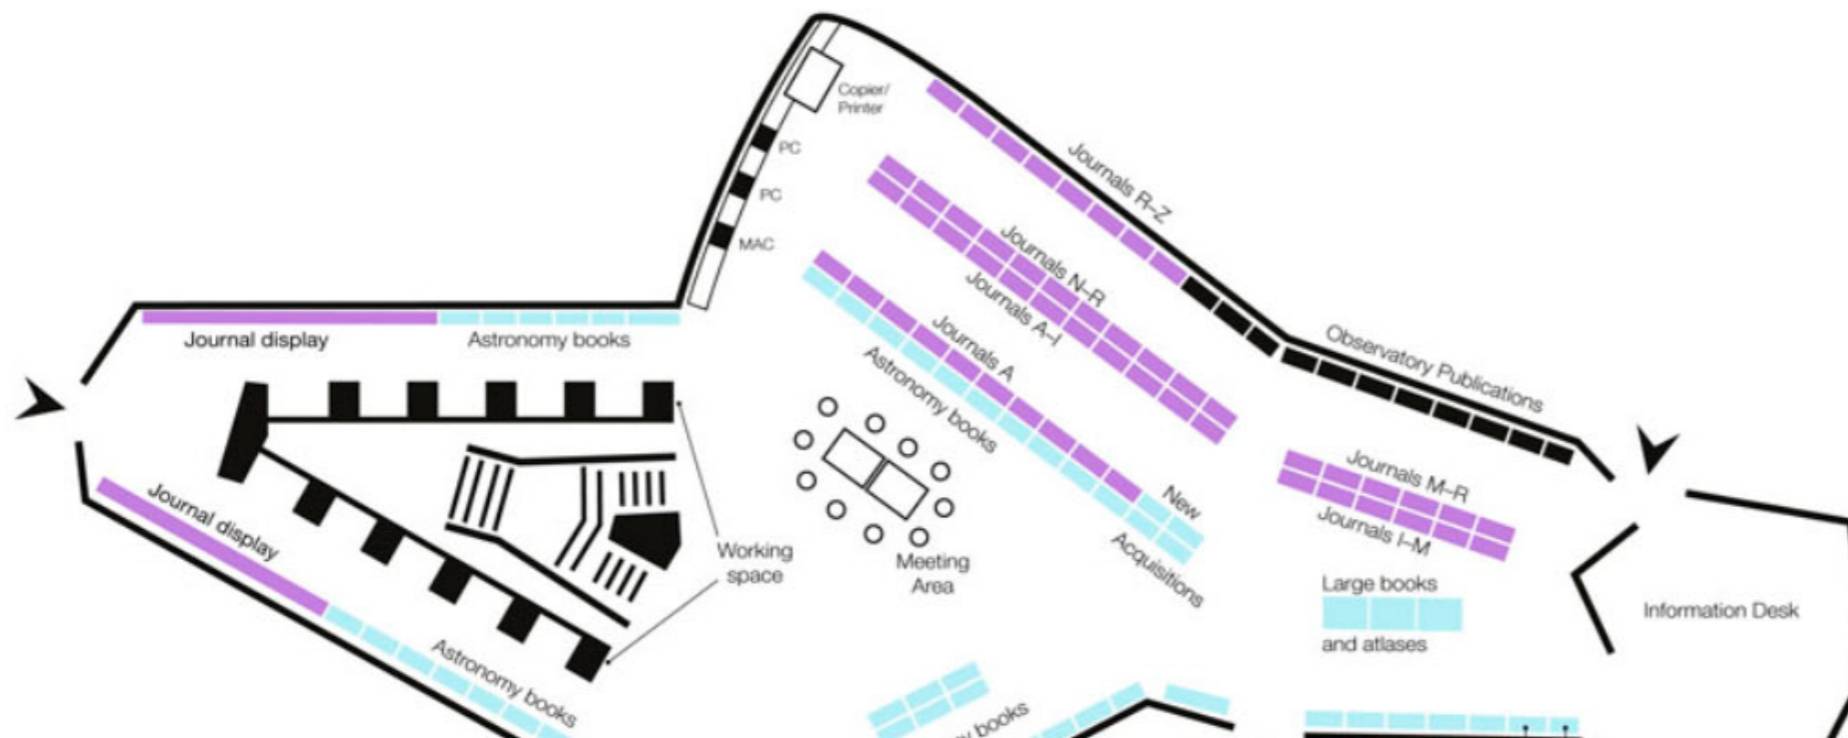 Copier/
Printer
PC
PC
MAC
Journals R–Z
Journals N–R
Journals A–I
Journals A
Astronomy books
Observatory Publications
Journal display
Astronomy books
Journals M–R
Journals I–M
New
Acquisitions
Meeting
Area
Working
space
Journal display
Astronomy books
Large books
and atlases
Information Desk
books